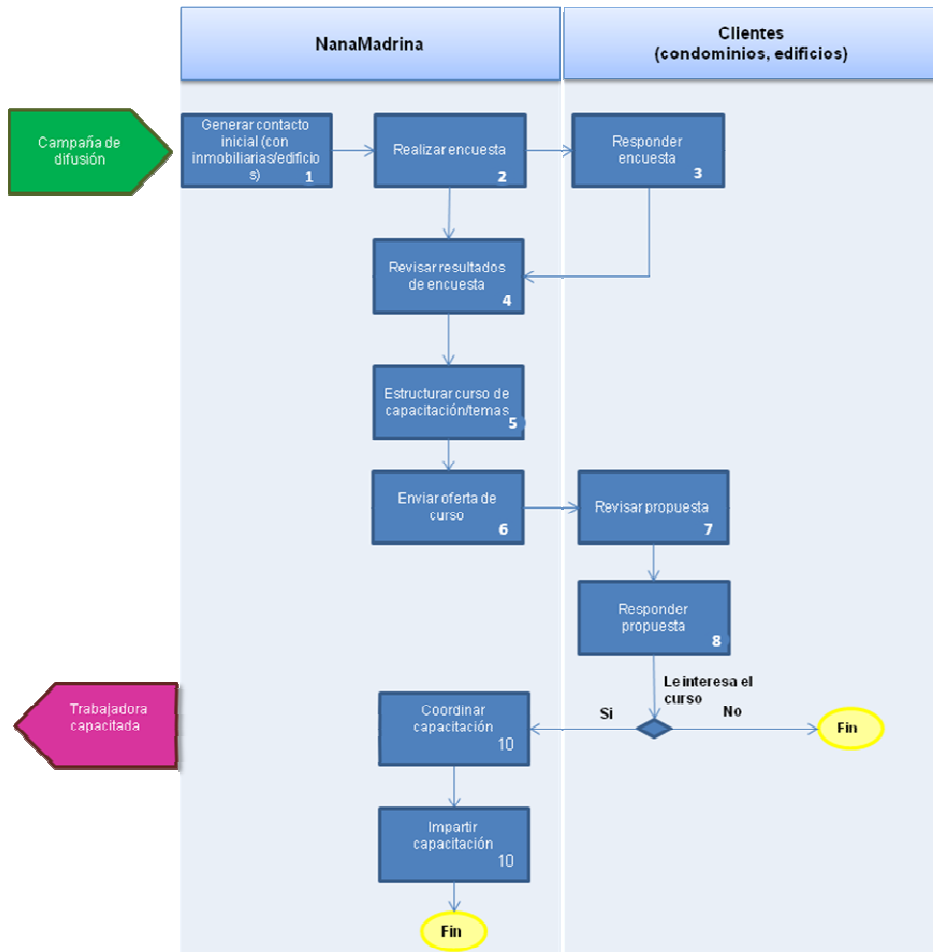 NanaMadrina
Clientes
(condominios, edificios)
Campaña de
difusión
Generar contacto
inicial (con
inmobiliarias/edificio
s)
1
Realizar encuesta
2
Responder
encuesta
3
Revisar resultados
de encuesta
4
Estructurar curso de
capacitación/temas
5
Enviar oferta de
curso
6
Revisar propuesta
7
Responder
propuesta
8
Le interesa el
curso
Si
No
Fin
Trabajadora
capacitada
Coordinar
capacitación
10
Impartir
capacitación
10
Fin